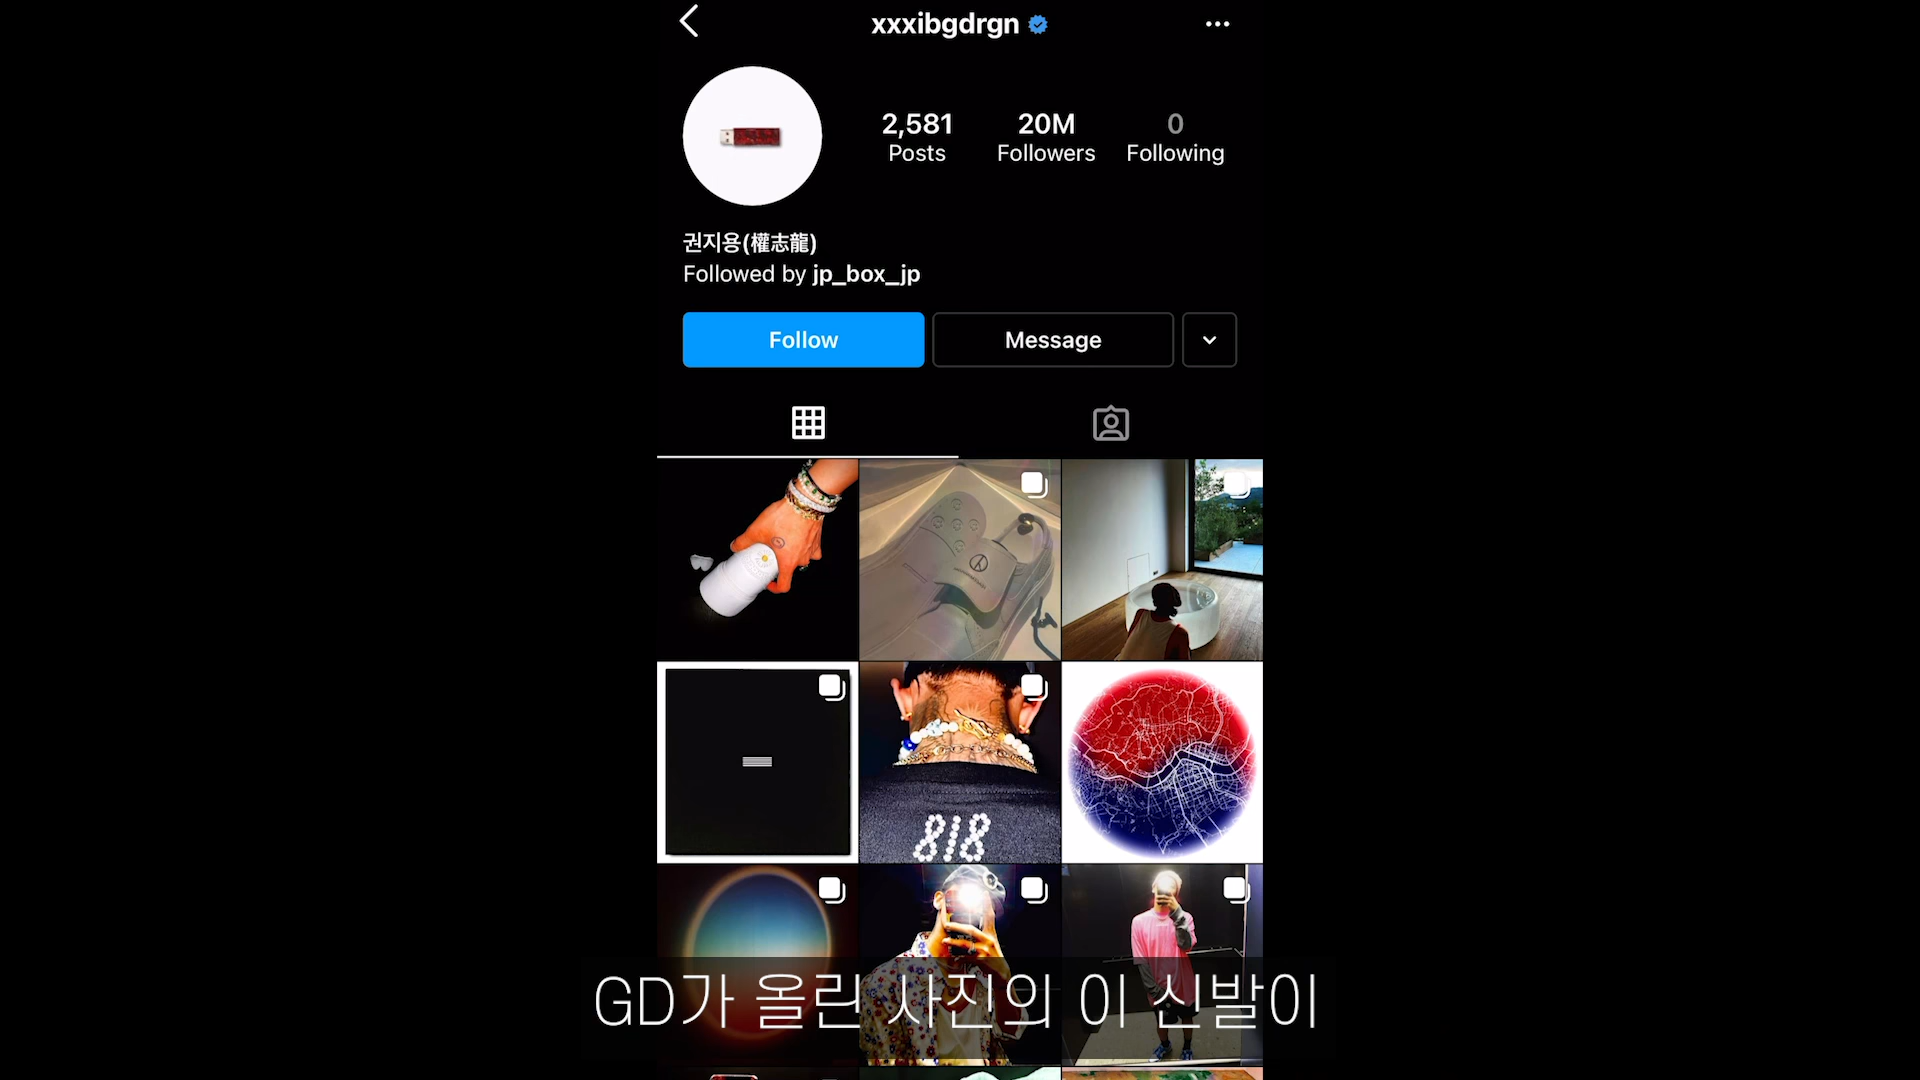 xxxibgdrgn
2,581
Posts
20M
Followers
0
Following
권지용(權志龍)
Followed by jp_box_jp
Follow
Message
818
GD가 올린 사진의 이 신발이